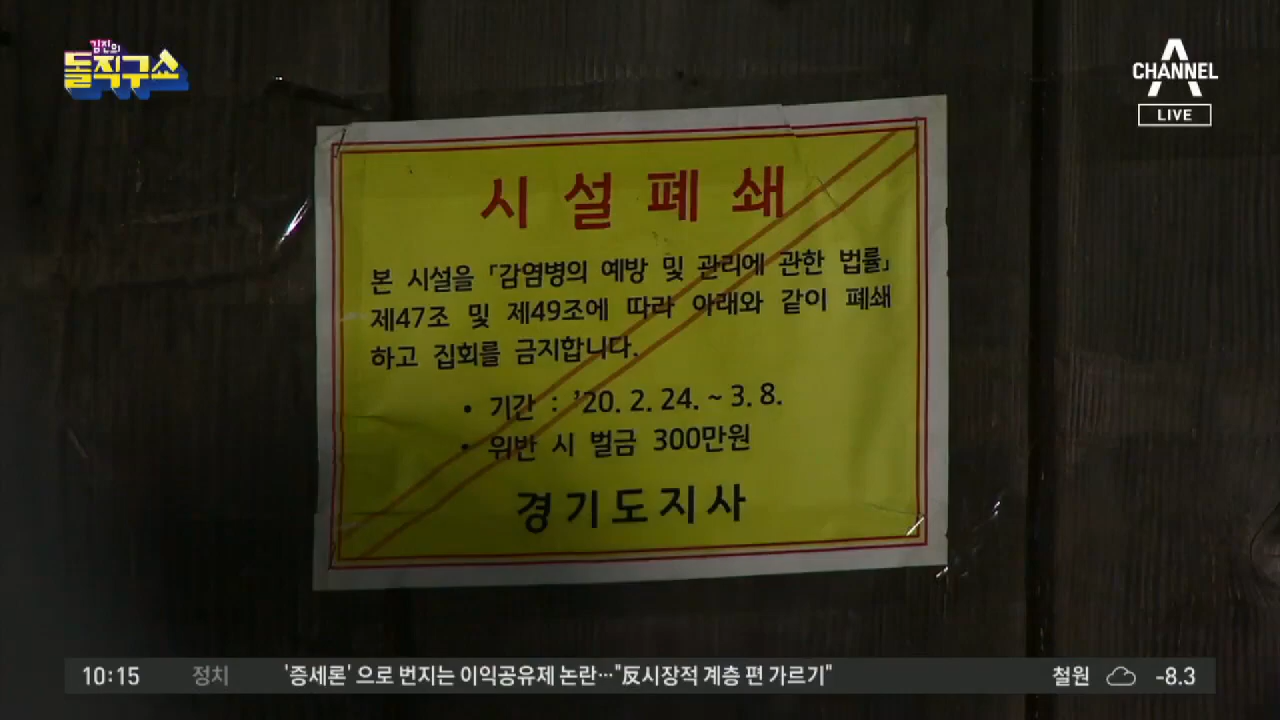 김진의
돌직구쇼
CHANNEL A
LIVE
시설폐쇄
본 시설을 「감염병의 예방 및 관리에 관한 법률」
제47조 및 제49조에 따라 아래와 같이 폐쇄
하고 집회를 금지합니다.
• 기간 : '20. 2. 24. ~ 3. 8.
• 위반 시 벌금 300만원
경기도지사
10:15 정치 '증세론' 으로 번지는 이익공유제 논란…"反시장적 계층 편 가르기" 철원 -8.3